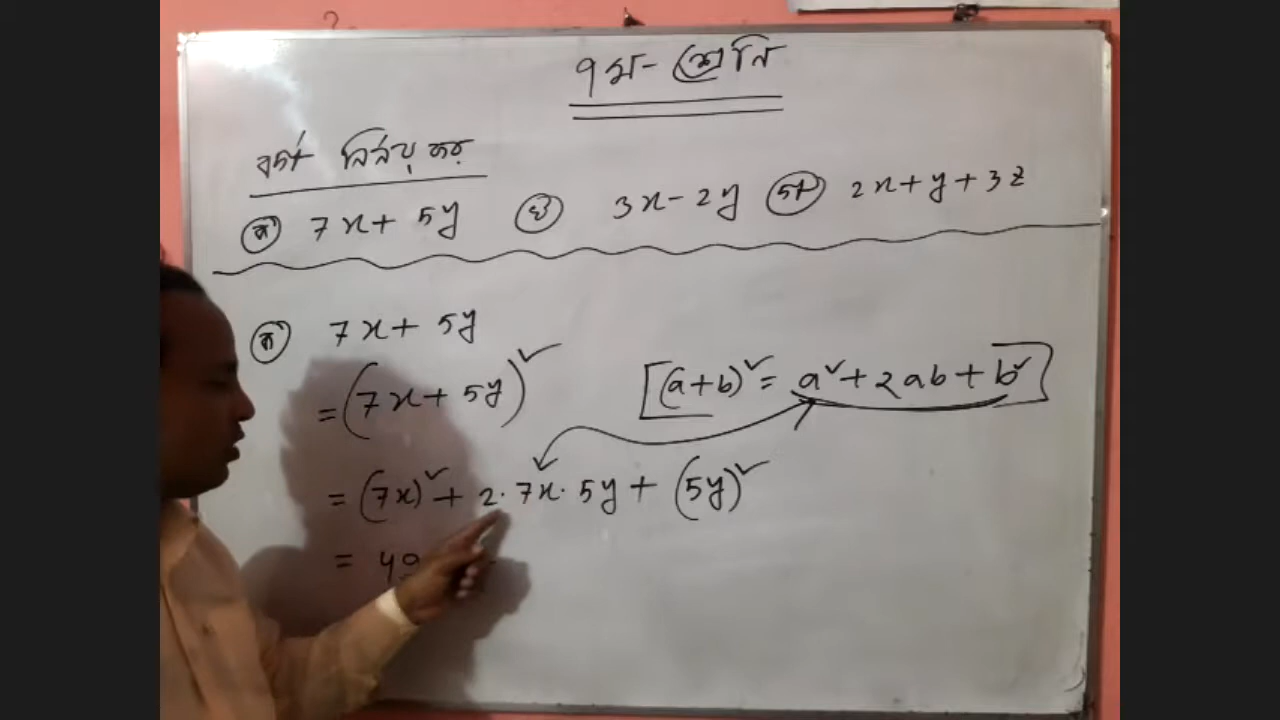 ৭ম - শ্রেনি
বর্গ নির্নয় কর
(ক) 7x + 5y (খ) 3x - 2y (গ) 2x + y + 3z
(ক) 7x + 5y
= (7x + 5y)² [(a+b)² = a² + 2ab + b²]
= (7x)² + 2. 7x. 5y + (5y)²
= 49